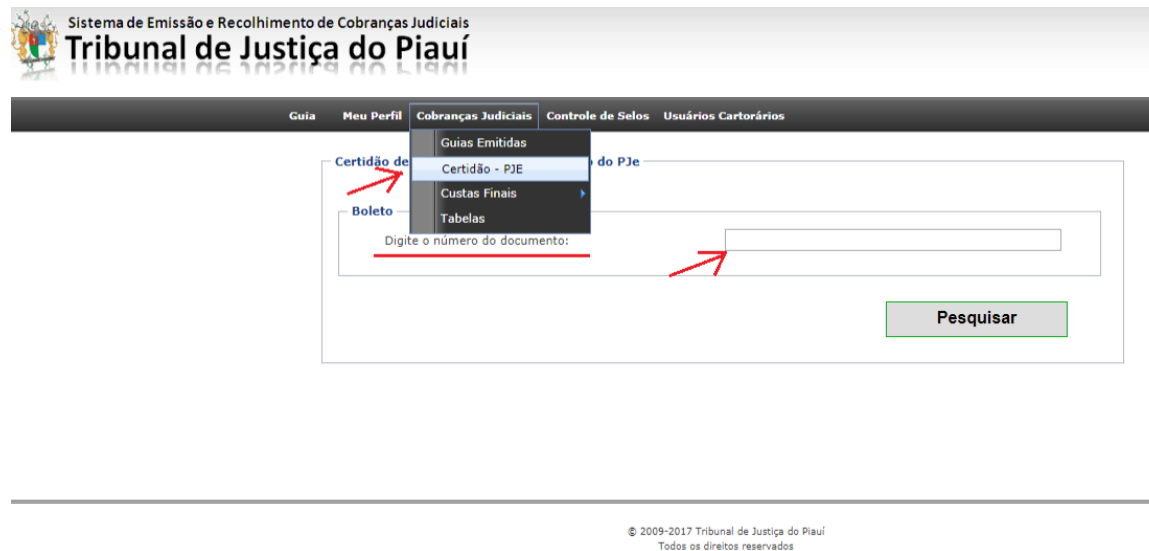 Sistema de Emissão e Recolhimento de Cobranças Judiciais
Tribunal de Justiça do Piauí
Guia Meu Perfil Cobranças Judiciais Controle de Selos Usuários Cartorários
Guias Emitidas
Certidão de do PJe
Certidão - PJE
Custas Finais
Boleto
Tabelas
Digite o número do documento:
Pesquisar
© 2009-2017 Tribunal de Justiça do Piauí
Todos os direitos reservados